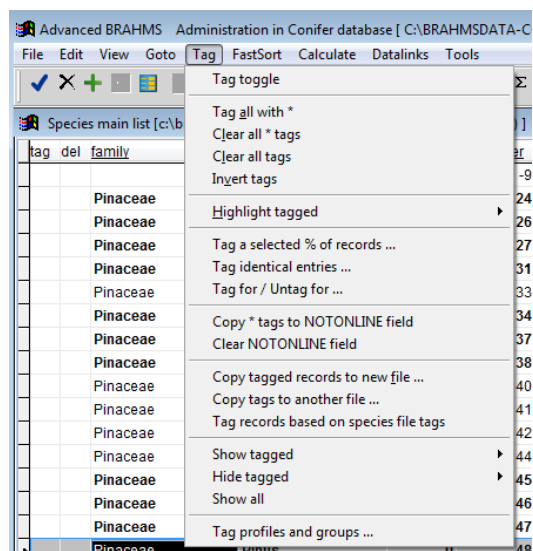 Advanced BRAHMS Administration in Conifer database [ C:\BRAHMSDATA-C
File Edit View Goto Tag FastSort Calculate Datalinks Tools
Σ
Species main list [c:\b ) ]
tag del family er
-9
Tag toggle
Tag all with *
Clear all * tags
Clear all tags
Invert tags
Highlight tagged
Tag a selected % of records ...
Tag identical entries ...
Tag for / Untag for ...
Copy * tags to NOTONLINE field
Clear NOTONLINE field
Copy tagged records to new file ...
Copy tags to another file ...
Tag records based on species file tags
Show tagged
Hide tagged
Show all
Tag profiles and groups ...
Pinaceae 24
Pinaceae 26
Pinaceae 27
Pinaceae 31
Pinaceae 33
Pinaceae 34
Pinaceae 37
Pinaceae 38
Pinaceae 40
Pinaceae 41
Pinaceae 42
Pinaceae 44
Pinaceae 45
Pinaceae 46
Pinaceae 47
Pinaceae Pinus 48